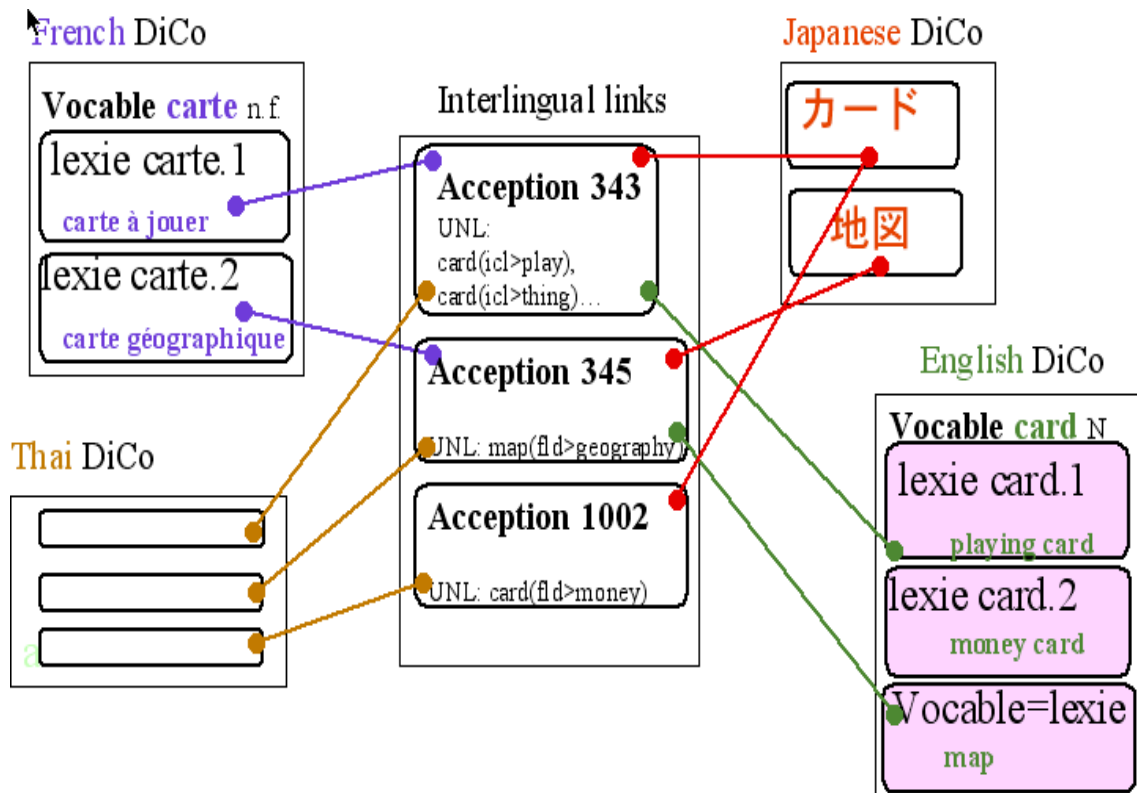 French DiCo
Vocable carte n.f.
lexie carte.1
carte à jouer
lexie carte.2
carte géographique
Thai DiCo
a
Interlingual links
Acception 343
UNL:
card(icl>play),
card(icl>thing)...
Acception 345
UNL: map(fld>geography)
Acception 1002
UNL: card(fld>money)
Japanese DiCo
カード
地図
English DiCo
Vocable card N
lexie card.1
playing card
lexie card.2
money card
Vocable=lexie
map